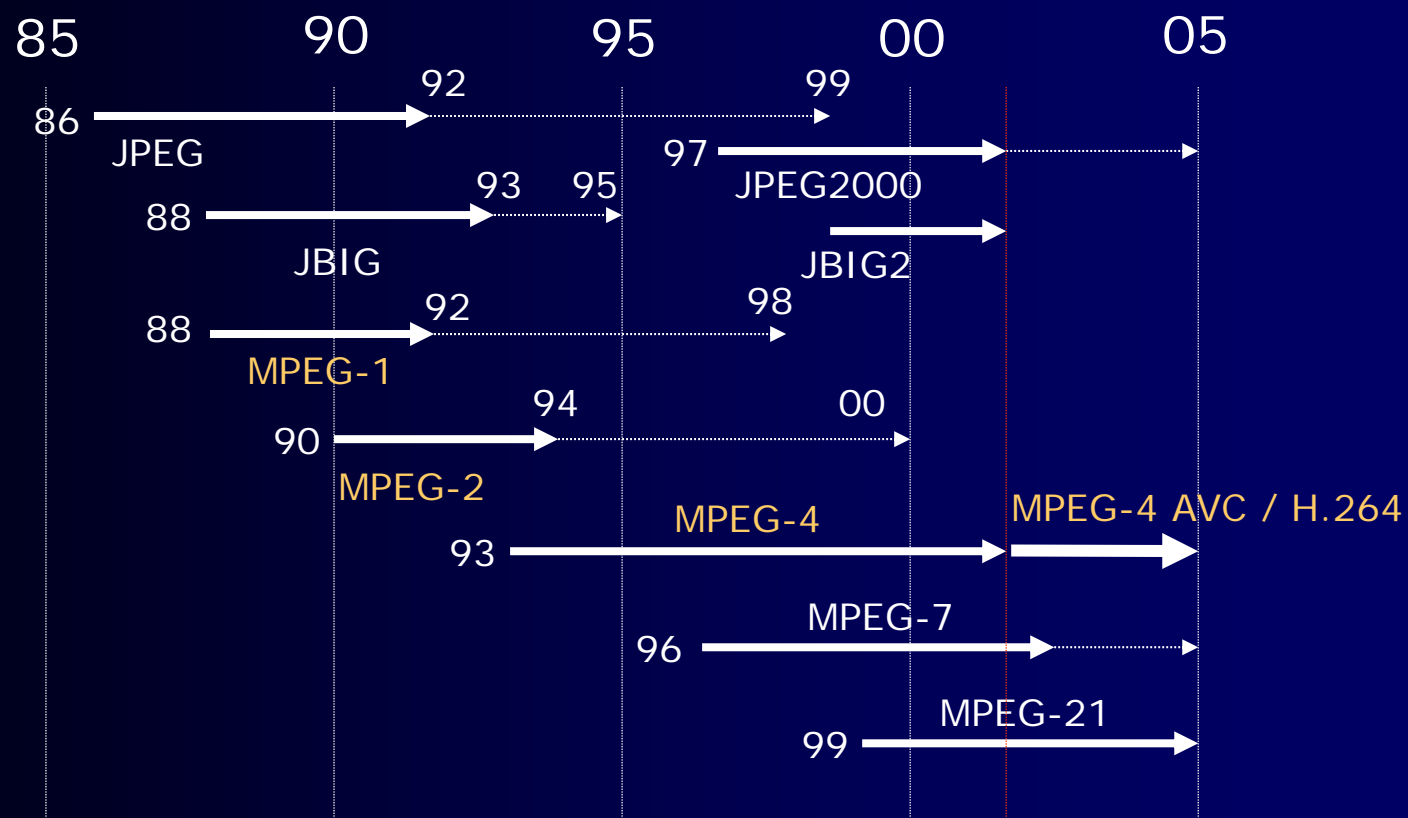 85 90 95 00 05
92 99
86
JPEG
97
JPEG2000
93 95
88
JBIG
JBIG2
92 98
88
MPEG-1
94 00
90
MPEG-2
MPEG-4
MPEG-4 AVC / H.264
93
MPEG-7
96
MPEG-21
99